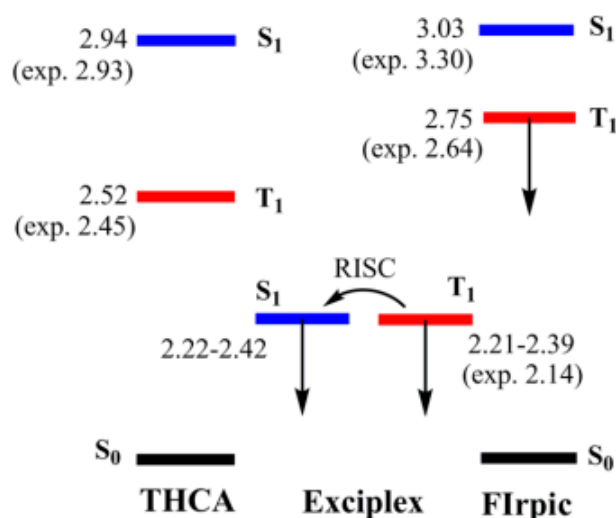 2.94
(exp. 2.93)
S₁
3.03
(exp. 3.30)
S₁
2.75
(exp. 2.64)
T₁
2.52
(exp. 2.45)
T₁
RISC
S₁
T₁
2.22-2.42
2.21-2.39
(exp. 2.14)
S₀
S₀
THCA Exciplex FIrpic